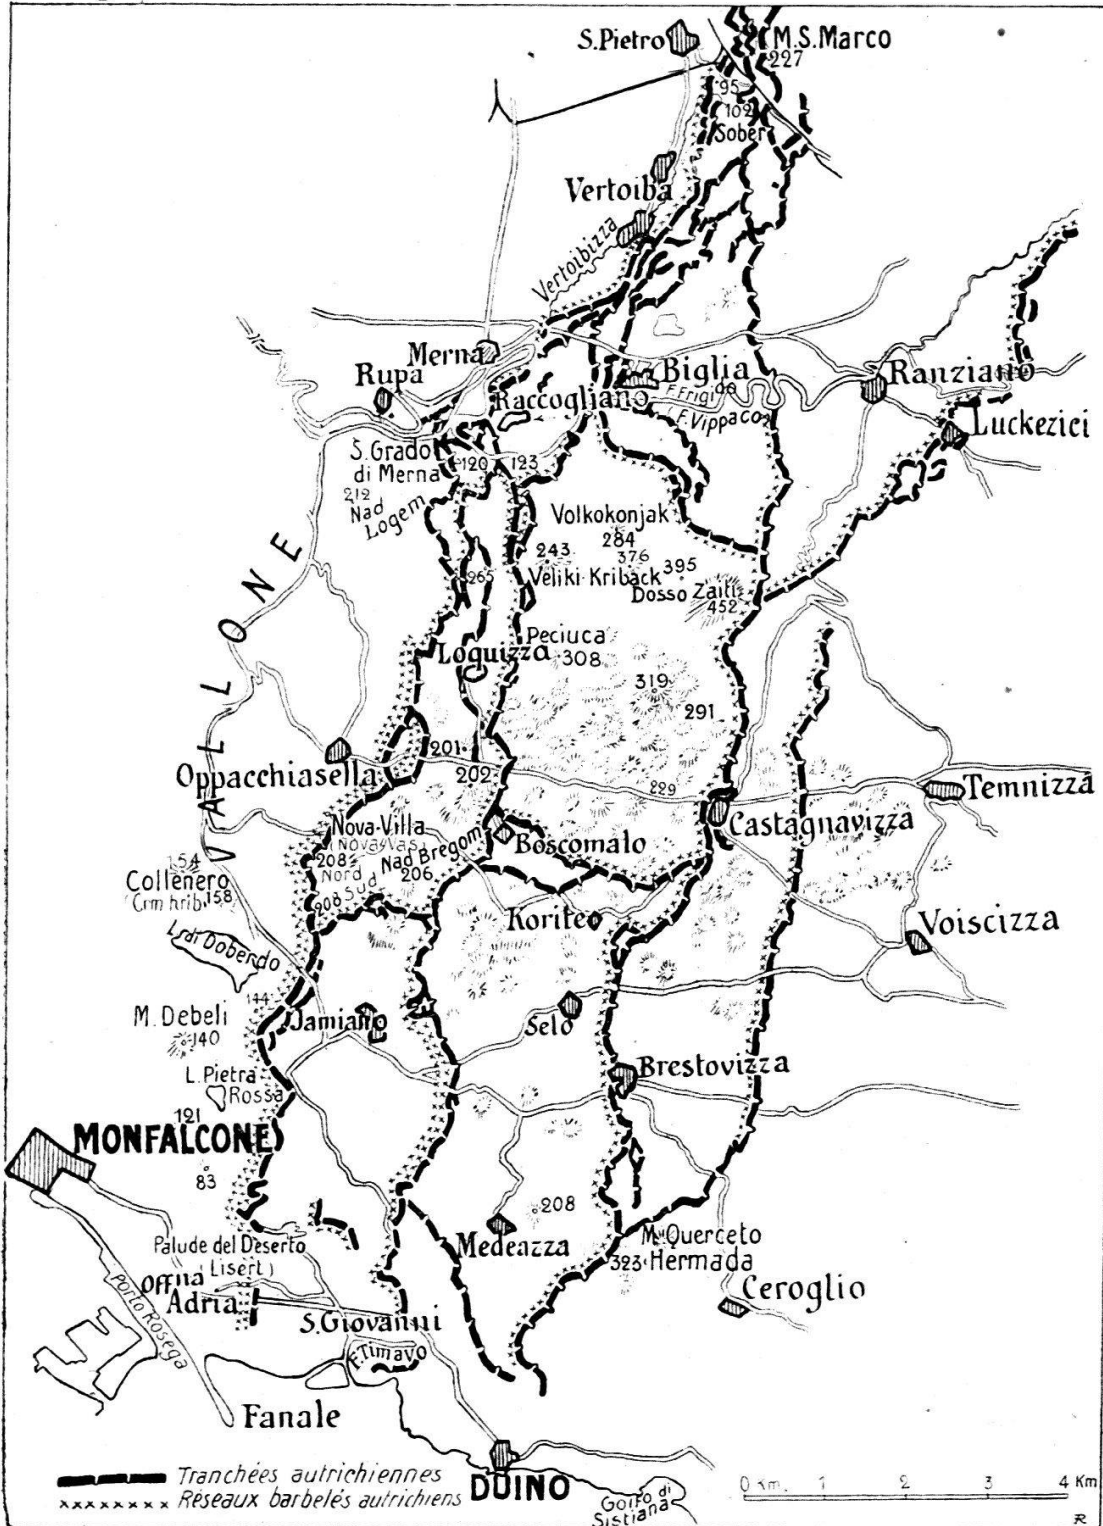 S. Pietro
M.S. Marco
227
95
102
Sober
Vertoiba
Vertoibizza
Merna
Rupa
Raccogliano
Biglia
F. Frigido
(F. Vippaco)
Ranziano
Luckezici
S. Grado
di Merna
120
123
212
Nad
Logem
Volkokonjak
284
243
376
395
Veliki-Kriback
Dosso Zaiti
452
265
VALLONE
Loquizza
Peciuca
308
319
291
201
202
229
Oppacchiasella
Temnizza
Castagnavizza
Nova-Villa
(Nova Vas)
208
Nord
208 Sud
Nad Bregom
206
Boscomalo
154
Collenero
(Crm hrib)
158
Koriteo
Voiscizza
L. di Doberdo
144
M. Debeli
140
Jamiano
Selo
L. Pietra
Rossa
Brestovizza
121
MONFALCONE
83
208
Medeazza
M. Querceto
Hermada
323
Palude del Deserto
(Lisert)
Offna
Adria
Porto Rosega
S. Giovanni
F. Timavo
Ceroglio
Fanale
DUINO
Golfo di
Sistiana
Tranchées autrichiennes
Réseaux barbelés autrichiens
0 Km. 1 2 3 4 Km
R